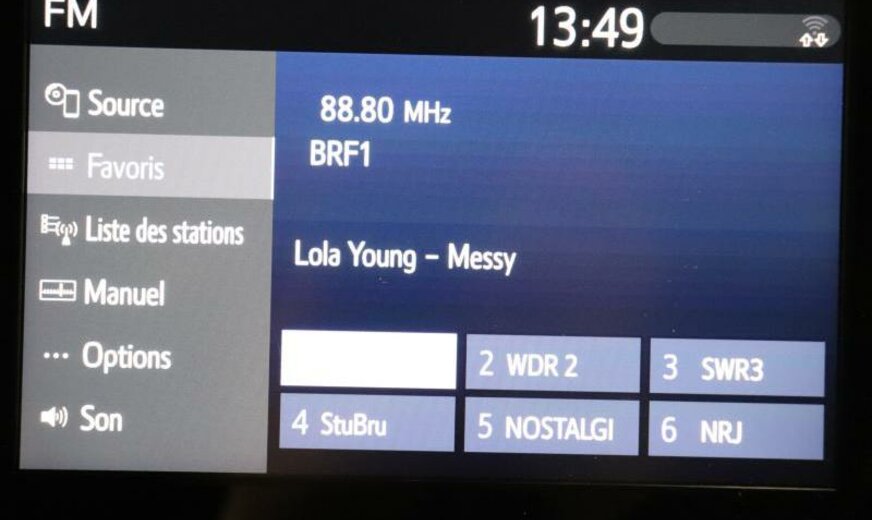 FM
13:49
Source
Favoris
Liste des stations
Manuel
Options
Son
88.80 MHz
BRF1
Lola Young – Messy
2 WDR 2
3 SWR3
4 StuBru
5 NOSTALGI
6 NRJ